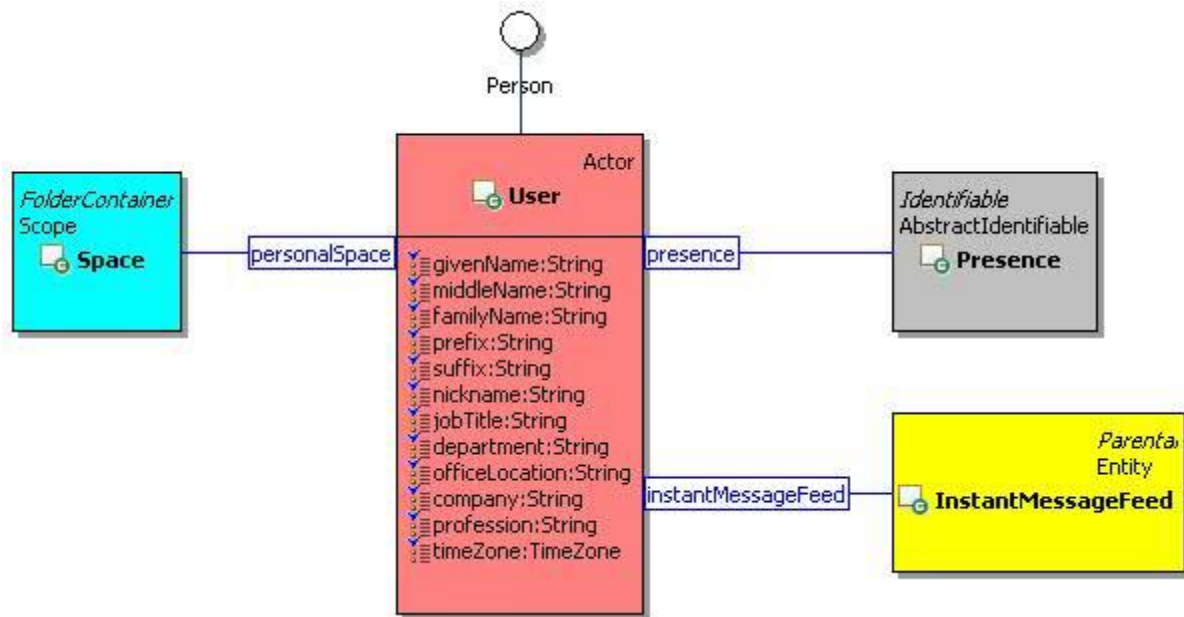 Person
Actor
User
FolderContainer
Scope
Space
personalSpace
givenName:String
middleName:String
familyName:String
prefix:String
suffix:String
nickname:String
jobTitle:String
department:String
officeLocation:String
company:String
profession:String
timeZone:TimeZone
presence
Identifiable
AbstractIdentifiable
Presence
instantMessageFeed
Entity
InstantMessageFeed